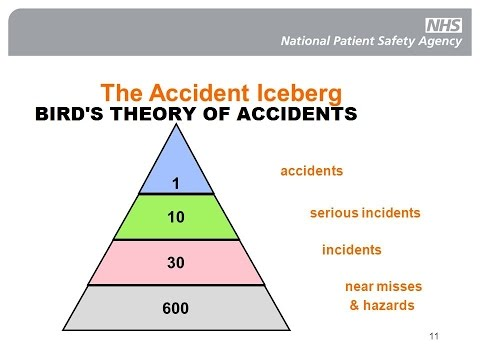 NHS
National Patient Safety Agency
The Accident Iceberg
BIRD'S THEORY OF ACCIDENTS
1
accidents
10
serious incidents
30
incidents
600
near misses
& hazards
11